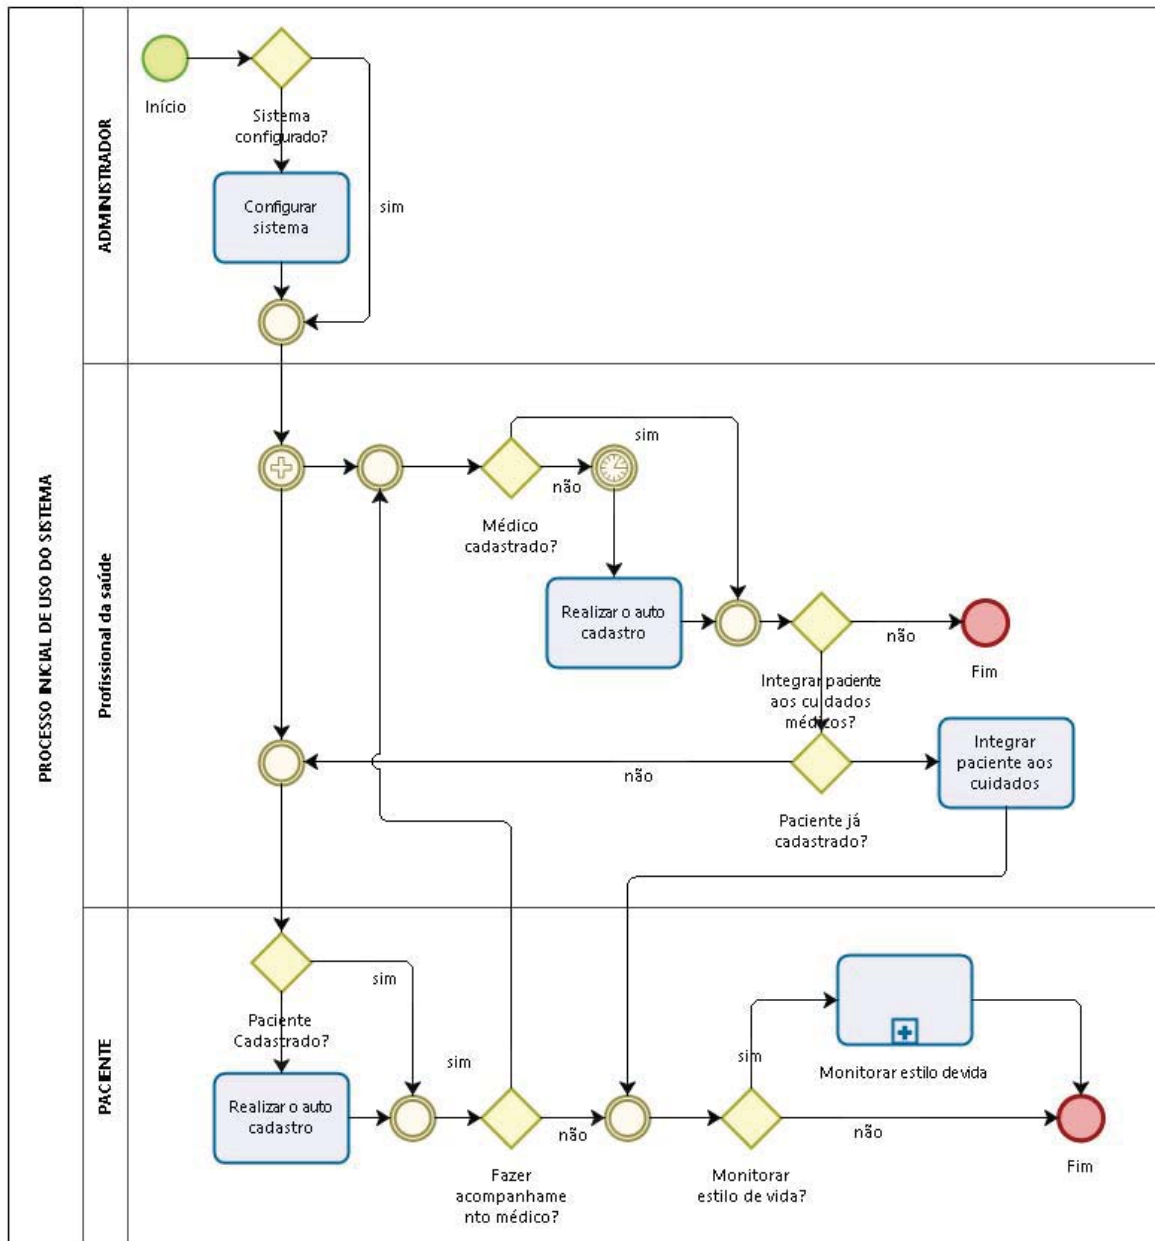 PROCESSO INICIAL DE USO DO SISTEMA
ADMINISTRADOR
Início
Sistema
configurado?
Configurar
sistema
sim
Profissional da saúde
sim
não
Médico
cadastrado?
Realizar o auto
cadastro
não
Fim
Integrar paciente
aos cuidados
médicos?
Integrar
paciente aos
cuidados
não
Paciente já
cadastrado?
PACIENTE
sim
Paciente
Cadastrado?
Realizar o auto
cadastro
sim
não
Fazer
acompanhame
nto médico?
sim
Monitorar estilo de vida
não
Monitorar
estilo de vida?
Fim